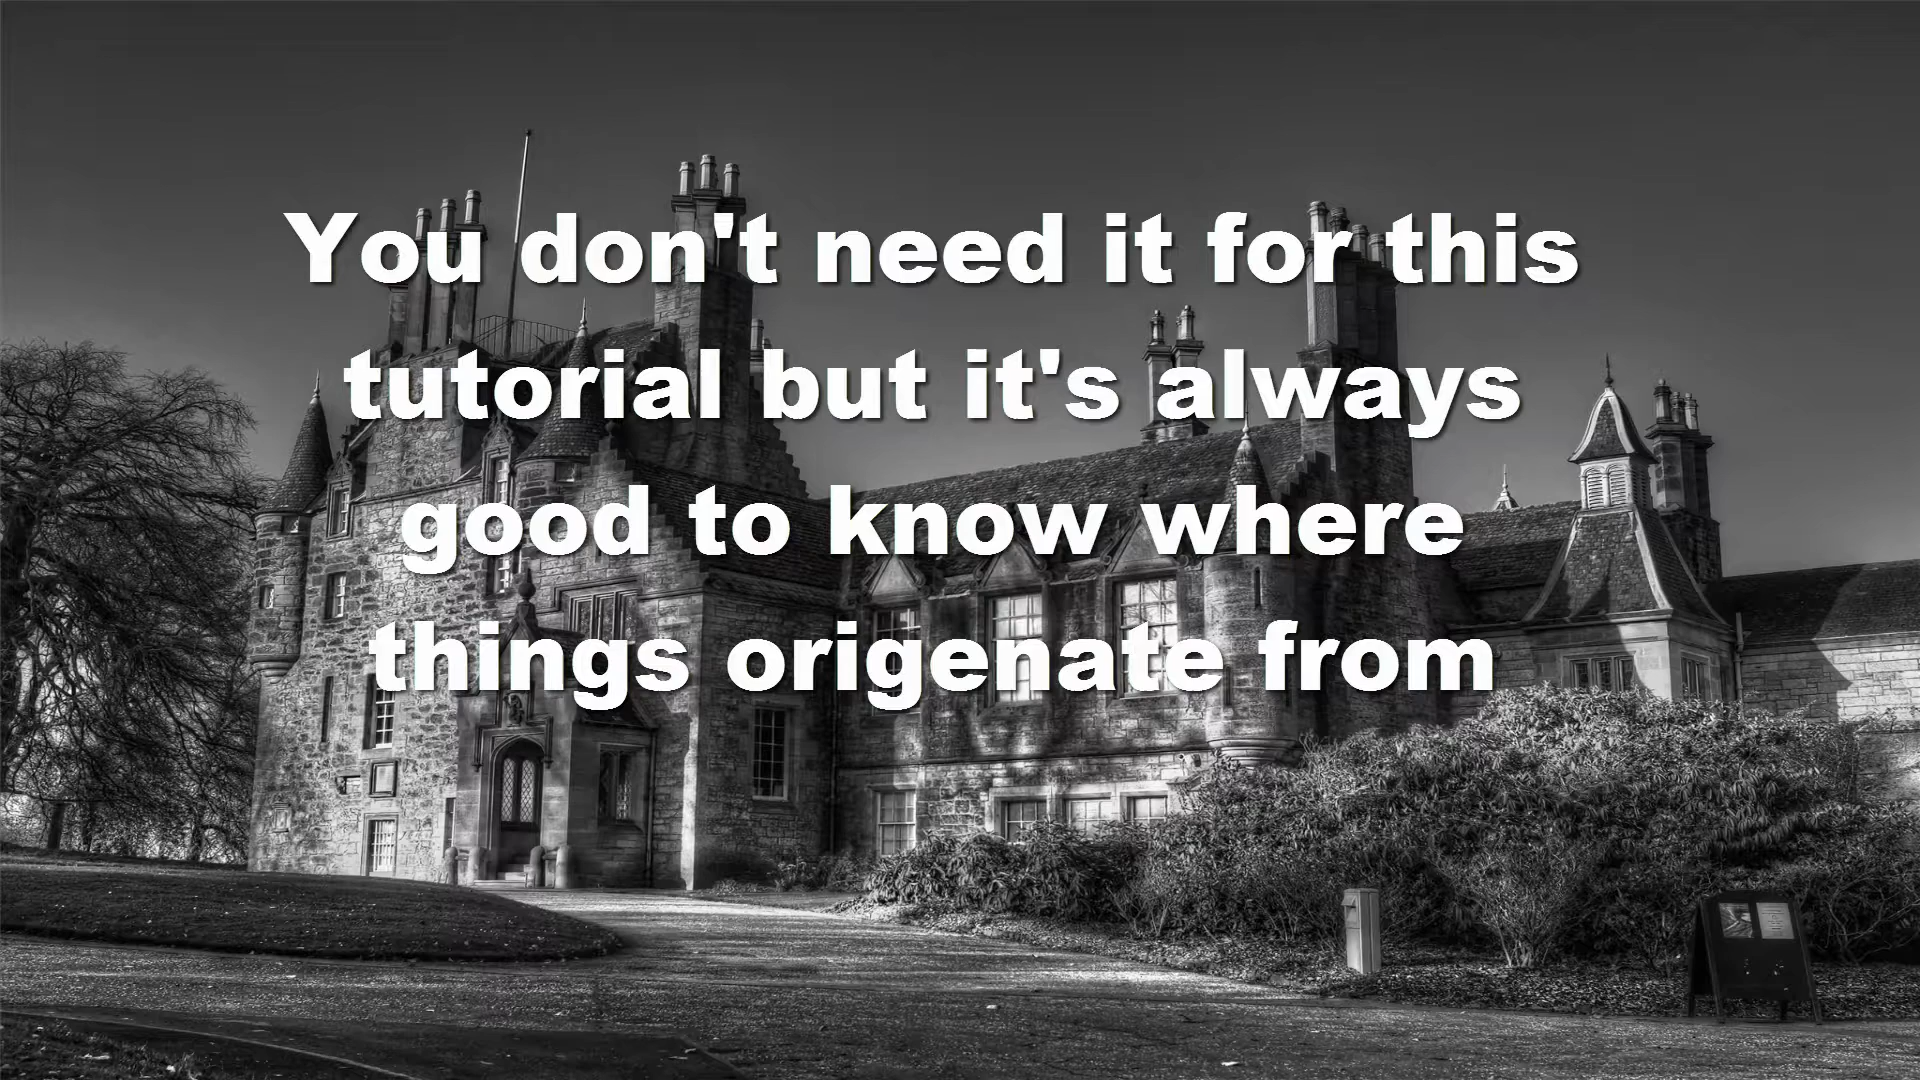 You don't need it for this
tutorial but it's always
good to know where
things origenate from